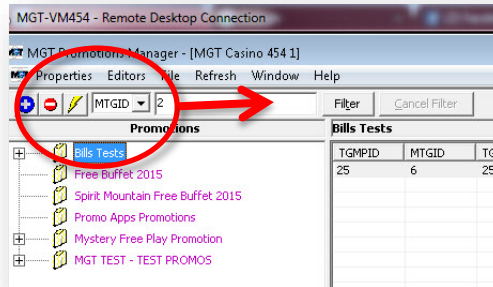 MGT-VM454 - Remote Desktop Connection
MGT Promotions Manager - [MGT Casino 454 1]
Properties Editors File Refresh Window Help
MTGID 2 Filter Cancel Filter
Promotions Bills Tests
TGMPID MTGID
25 6 25
Bills Tests
Free Buffet 2015
Spirit Mountain Free Buffet 2015
Promo Apps Promotions
Mystery Free Play Promotion
MGT TEST - TEST PROMOS